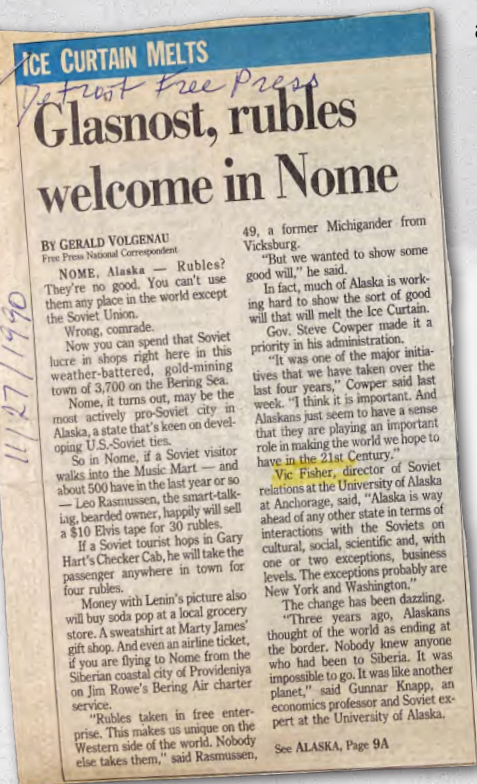 ICE CURTAIN MELTS
Detroit Free Press
Glasnost, rubles
welcome in Nome
11/27/1990
BY GERALD VOLGENAU
Free Press National Correspondent
NOME, Alaska — Rubles?
They're no good. You can't use
them any place in the world except
the Soviet Union.
Wrong, comrade.
Now you can spend that Soviet
lucre in shops right here in this
weather-battered, gold-mining
town of 3,700 on the Bering Sea.
Nome, it turns out, may be the
most actively pro-Soviet city in
Alaska, a state that's keen on devel-
oping U.S.-Soviet ties.
So in Nome, if a Soviet visitor
walks into the Music Mart — and
about 500 have in the last year or so
— Leo Rasmussen, the smart-talk-
ing, bearded owner, happily will sell
a $10 Elvis tape for 30 rubles.
If a Soviet tourist hops in Gary
Hart's Checker Cab, he will take the
passenger anywhere in town for
four rubles.
Money with Lenin's picture also
will buy soda pop at a local grocery
store. A sweatshirt at Marty James'
gift shop. And even an airline ticket,
if you are flying to Nome from the
Siberian coastal city of Provideniya
on Jim Rowe's Bering Air charter
service.
"Rubles taken in free enter-
prise. This makes us unique on the
Western side of the world. Nobody
else takes them," said Rasmussen,
49, a former Michigander from
Vicksburg.
"But we wanted to show some
good will," he said.
In fact, much of Alaska is work-
ing hard to show the sort of good
will that will melt the Ice Curtain.
Gov. Steve Cowper made it a
priority in his administration.
"It was one of the major initia-
tives that we have taken over the
last four years," Cowper said last
week. "I think it is important. And
Alaskans just seem to have a sense
that they are playing an important
role in making the world we hope to
have in the 21st Century."
Vic Fisher, director of Soviet
relations at the University of Alaska
at Anchorage, said, "Alaska is way
ahead of any other state in terms of
interactions with the Soviets on
cultural, social, scientific and, with
one or two exceptions, business
levels. The exceptions probably are
New York and Washington."
The change has been dazzling.
"Three years ago, Alaskans
thought of the world as ending at
the border. Nobody knew anyone
who had been to Siberia. It was
impossible to go. It was like another
planet," said Gunnar Knapp, an
economics professor and Soviet ex-
pert at the University of Alaska.
See ALASKA, Page 9A